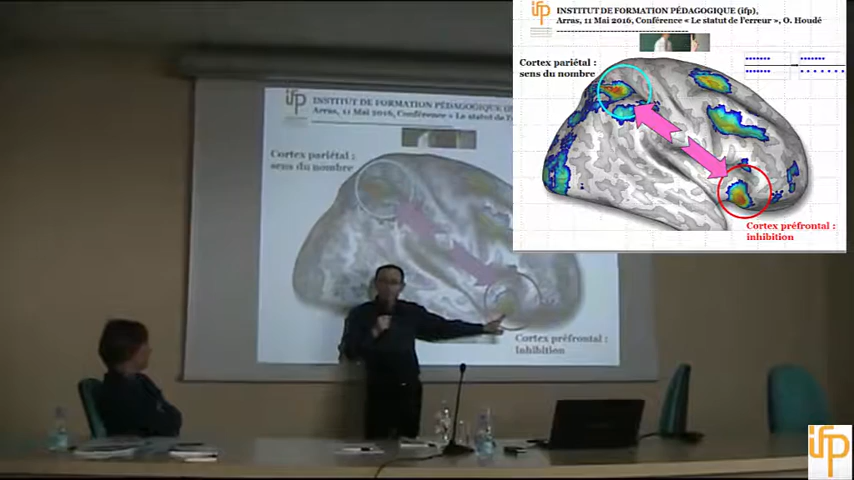 ifp
INSTITUT DE FORMATION PÉDAGOGIQUE (ifp),
Arras, 11 Mai 2016, Conférence « Le statut de l'erreur », O. Houdé
Cortex pariétal :
sens du nombre
Cortex préfrontal :
inhibition
ifp
INSTITUT DE FORMATION PÉDAGOGIQUE
Arras, 11 Mai 2016, Conférence « Le statut de l'e
Cortex pariétal :
sens du nombre
Cortex préfrontal :
inhibition
ifp